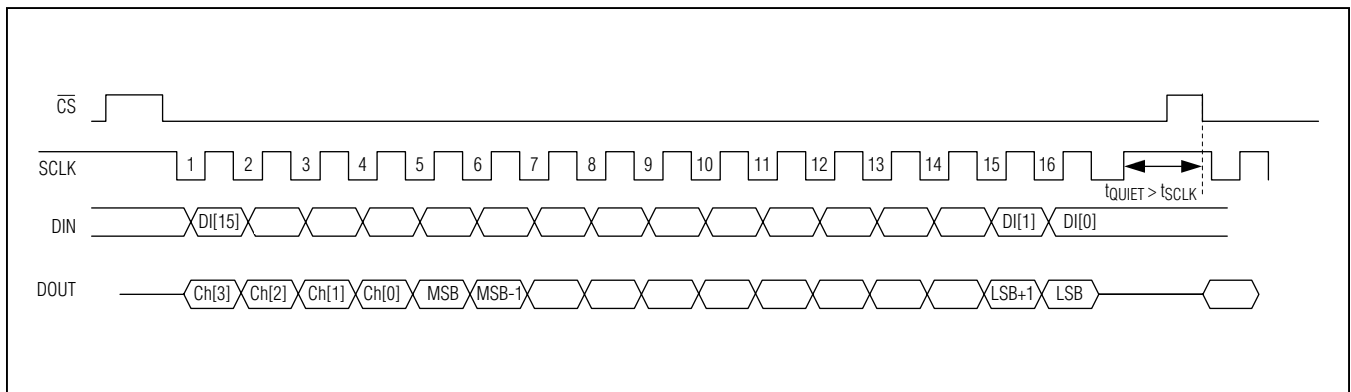 CS
SCLK 1 2 3 4 5 6 7 8 9 10 11 12 13 14 15 16
tQUIET > tSCLK
DIN DI[15] DI[1] DI[0]
DOUT Ch[3] Ch[2] Ch[1] Ch[0] MSB MSB-1 LSB+1 LSB